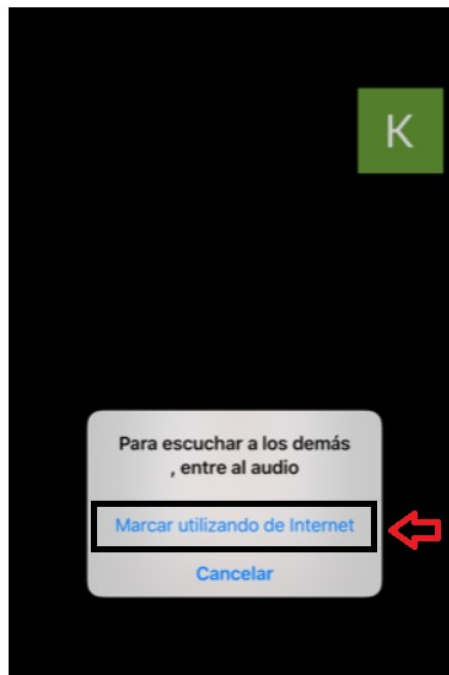 K
Para escuchar a los demás
, entre al audio
Marcar utilizando de Internet
Cancelar